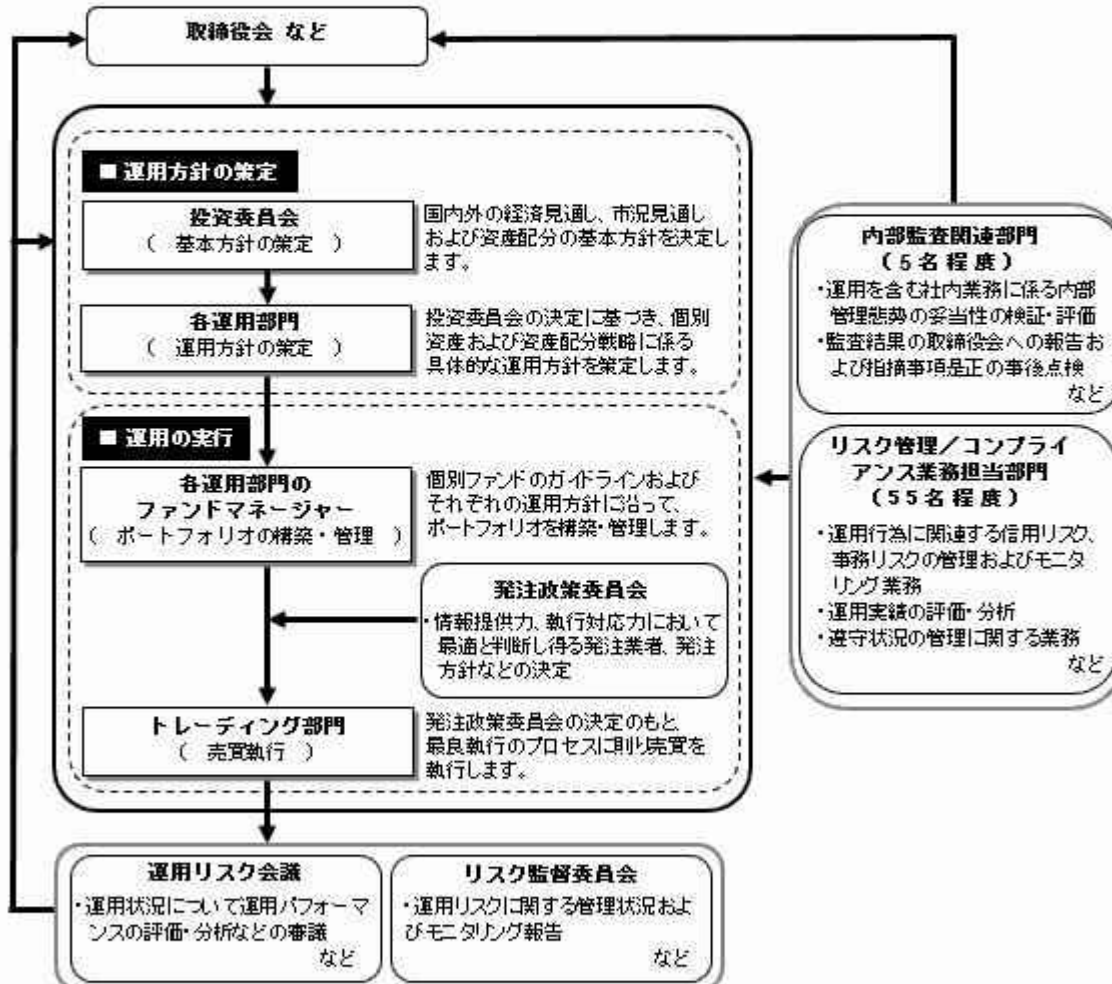 取締役会 など
■ 運用方針の策定
投資委員会
( 基本方針の策定 )
国内外の経済見通し、市況見通し
および資産配分の基本方針を決定し
ます。
各運用部門
( 運用方針の策定 )
投資委員会の決定に基づき、個別
資産および資産配分戦略に係る
具体的な運用方針を策定します。
■ 運用の実行
各運用部門の
ファンドマネージャー
( ポートフォリオの構築・管理 )
個別ファンドのガイドラインおよび
それぞれの運用方針に沿って、
ポートフォリオを構築・管理します。
発注政策委員会
・情報提供力、執行対応力において
最適と判断し得る発注業者、発注
方針などの決定
トレーディング部門
( 売買執行 )
発注政策委員会の決定のもと
最良執行のプロセスに則り売買を
執行します。
運用リスク会議
・運用状況について運用パフォーマ
ンスの評価・分析などの審議
など
リスク監督委員会
・運用リスクに関する管理状況およ
びモニタリング報告
など
内部監査関連部門
(5名程度)
・運用を含む社内業務に係る内部
管理態勢の妥当性の検証・評価
・監査結果の取締役会への報告お
よび指摘事項是正の事後点検
など
リスク管理/コンプライ
アンス業務担当部門
(55名程度)
・運用行為に関連する信用リスク、
事務リスクの管理およびモニタ
リング業務
・運用実績の評価・分析
・遵守状況の管理に関する業務
など